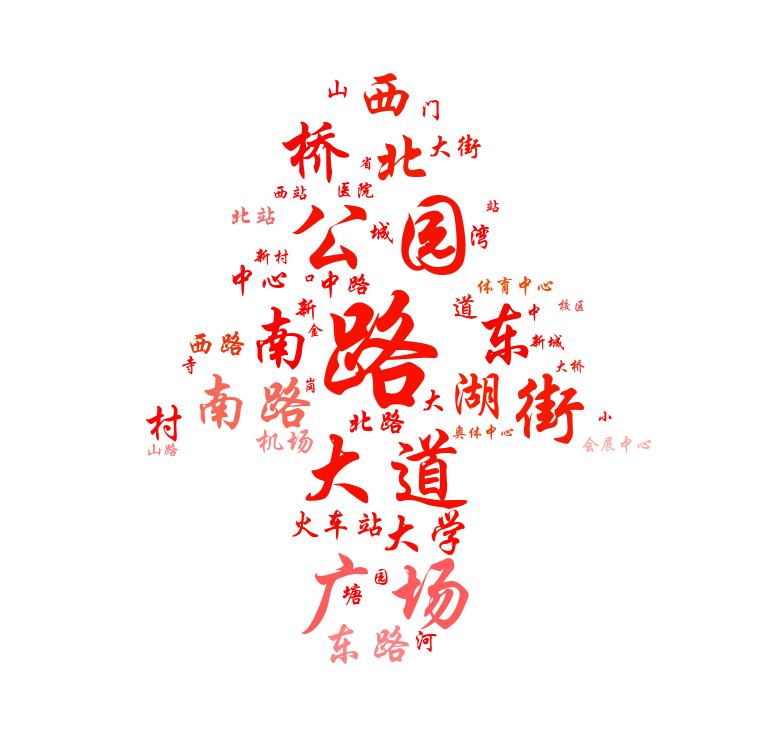 山
西
门
桥
省
北
大街
西站
医院
北站
公园
城
湾
站
新村
中心
口
中路
体育中心
新
金
道
东
中
校区
西路
南
路
新城
寺
大桥
南路
岗
大
湖
街
小
村
北路
奥体中心
山路
机场
会展中心
大道
火车站
大学
广场
塘
园
东路
河